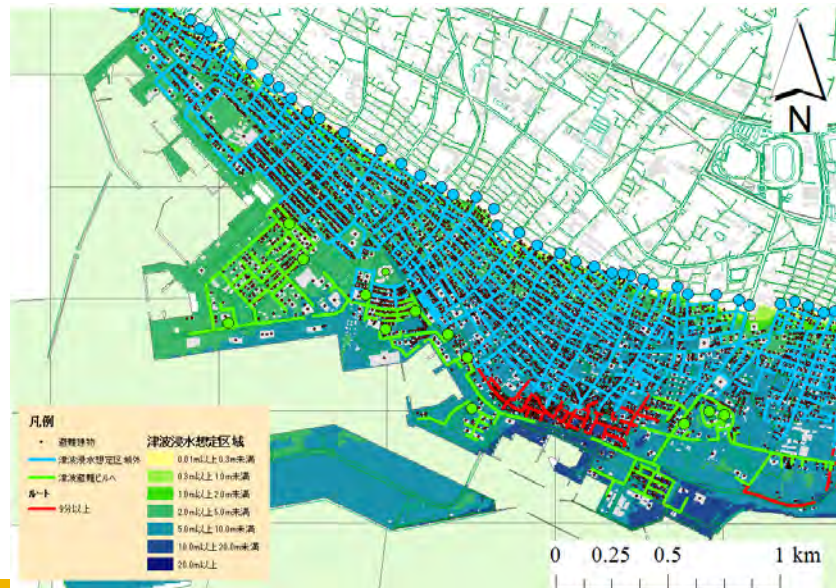 N
凡例
避難建物
津波浸水想定区域外
津波避難ビルへ
ルート
9分以上
津波浸水想定区域
0.01m以上0.3m未満
0.3m以上1.0m未満
1.0m以上2.0m未満
2.0m以上5.0m未満
5.0m以上10.0m未満
10.0m以上20.0m未満
20.0m以上
0 0.25 0.5 1 km